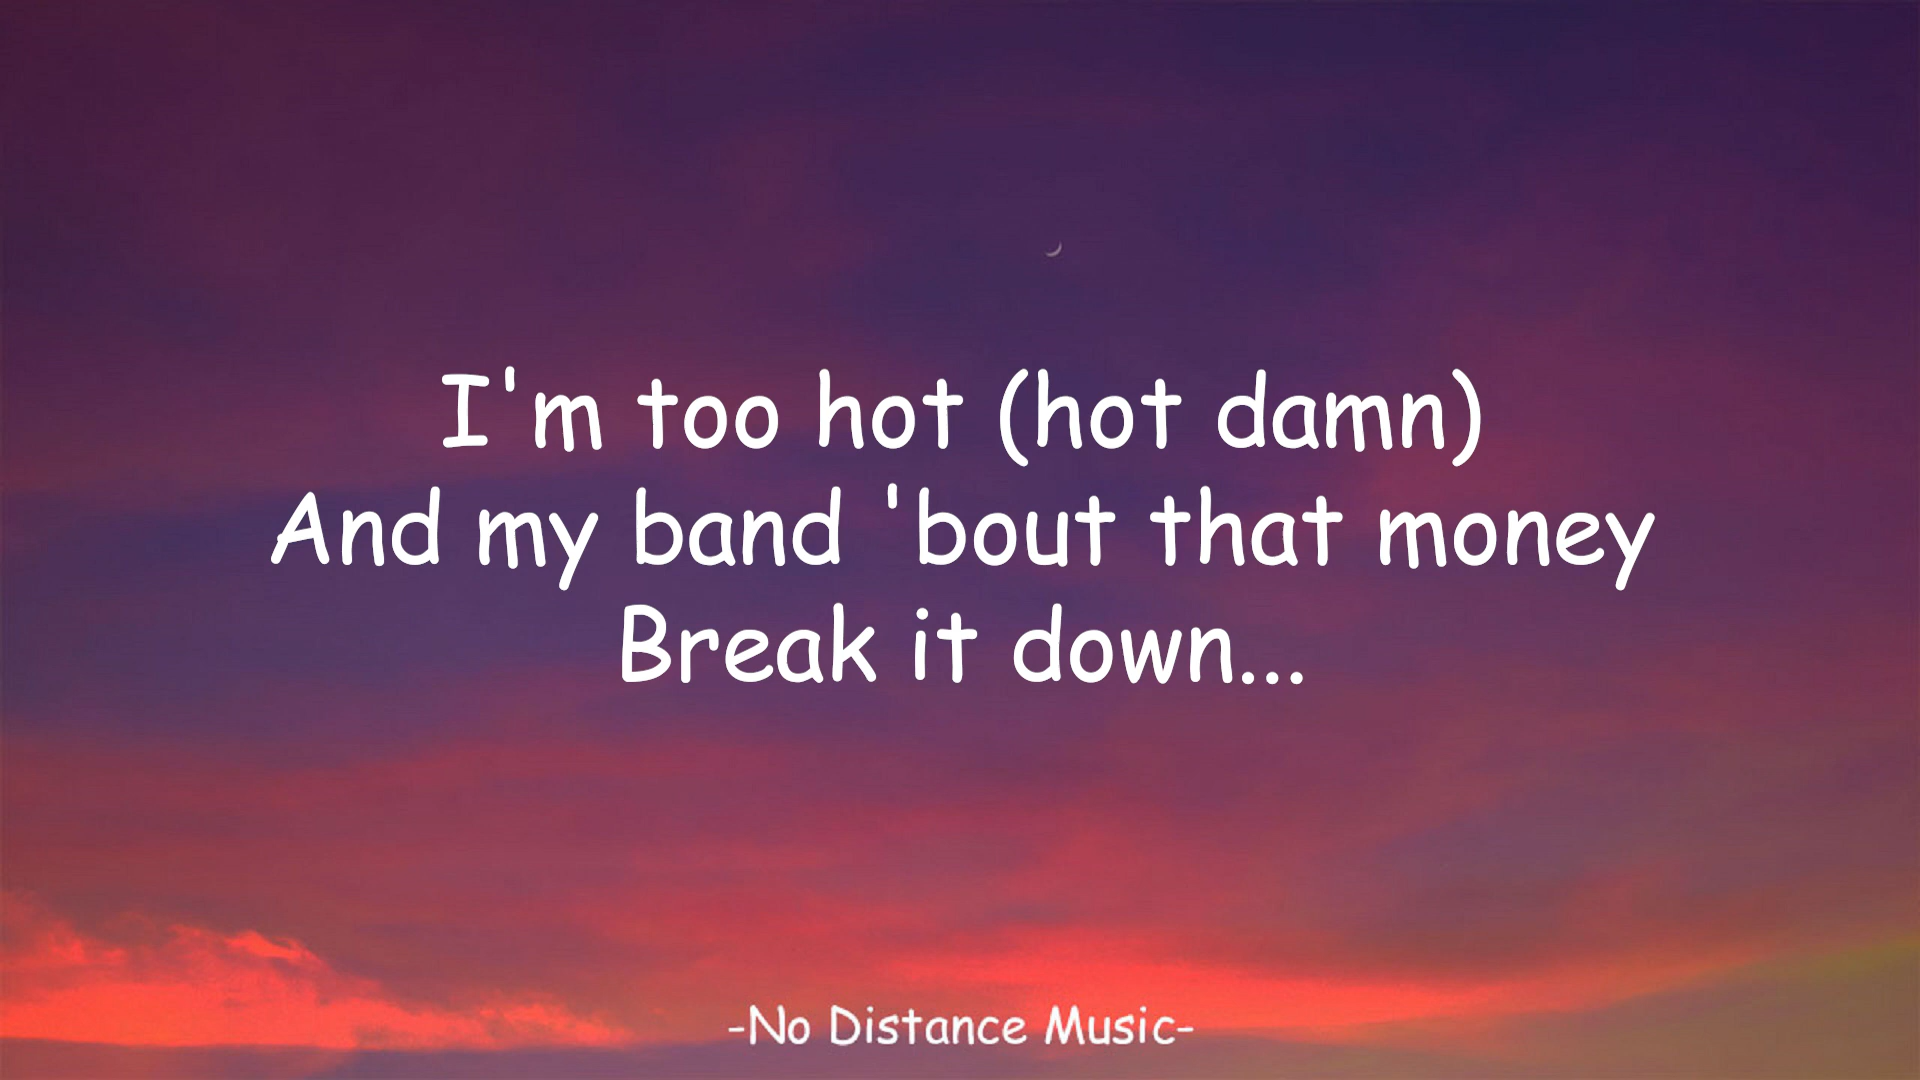 I'm too hot (hot damn)
And my band 'bout that money
Break it down...
-No Distance Music-